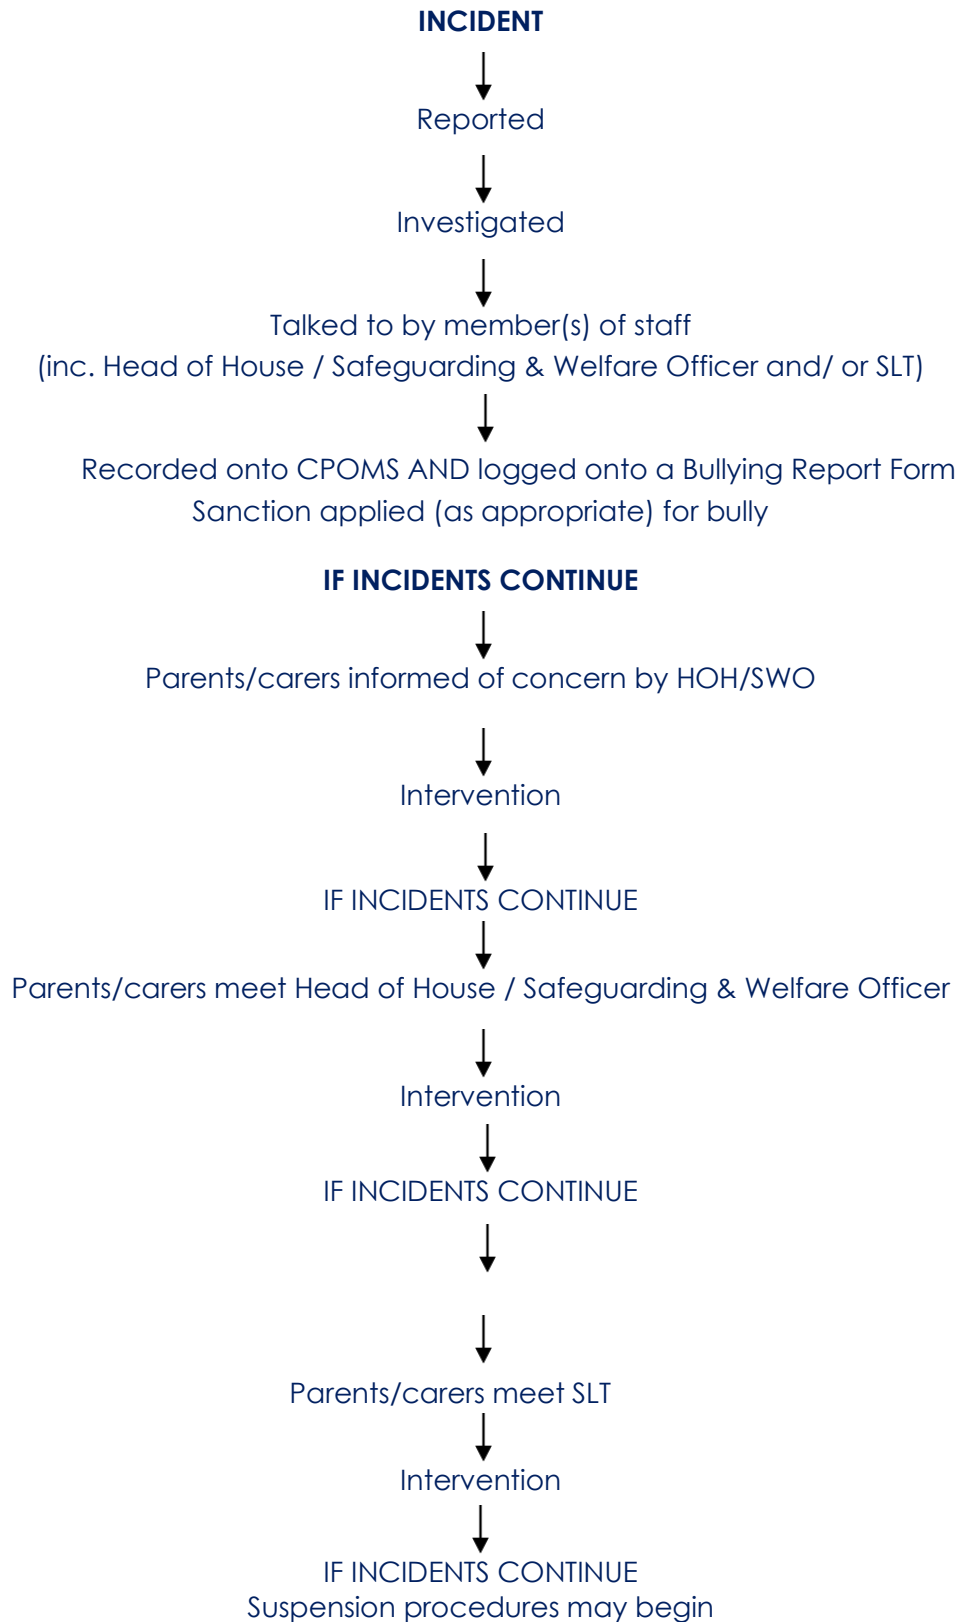 INCIDENT
Reported
Investigated
Talked to by member(s) of staff
(inc. Head of House / Safeguarding & Welfare Officer and/ or SLT)
Recorded onto CPOMS AND logged onto a Bullying Report Form
Sanction applied (as appropriate) for bully
IF INCIDENTS CONTINUE
Parents/carers informed of concern by HOH/SWO
Intervention
IF INCIDENTS CONTINUE
Parents/carers meet Head of House / Safeguarding & Welfare Officer
Intervention
IF INCIDENTS CONTINUE
Parents/carers meet SLT
Intervention
IF INCIDENTS CONTINUE
Suspension procedures may begin